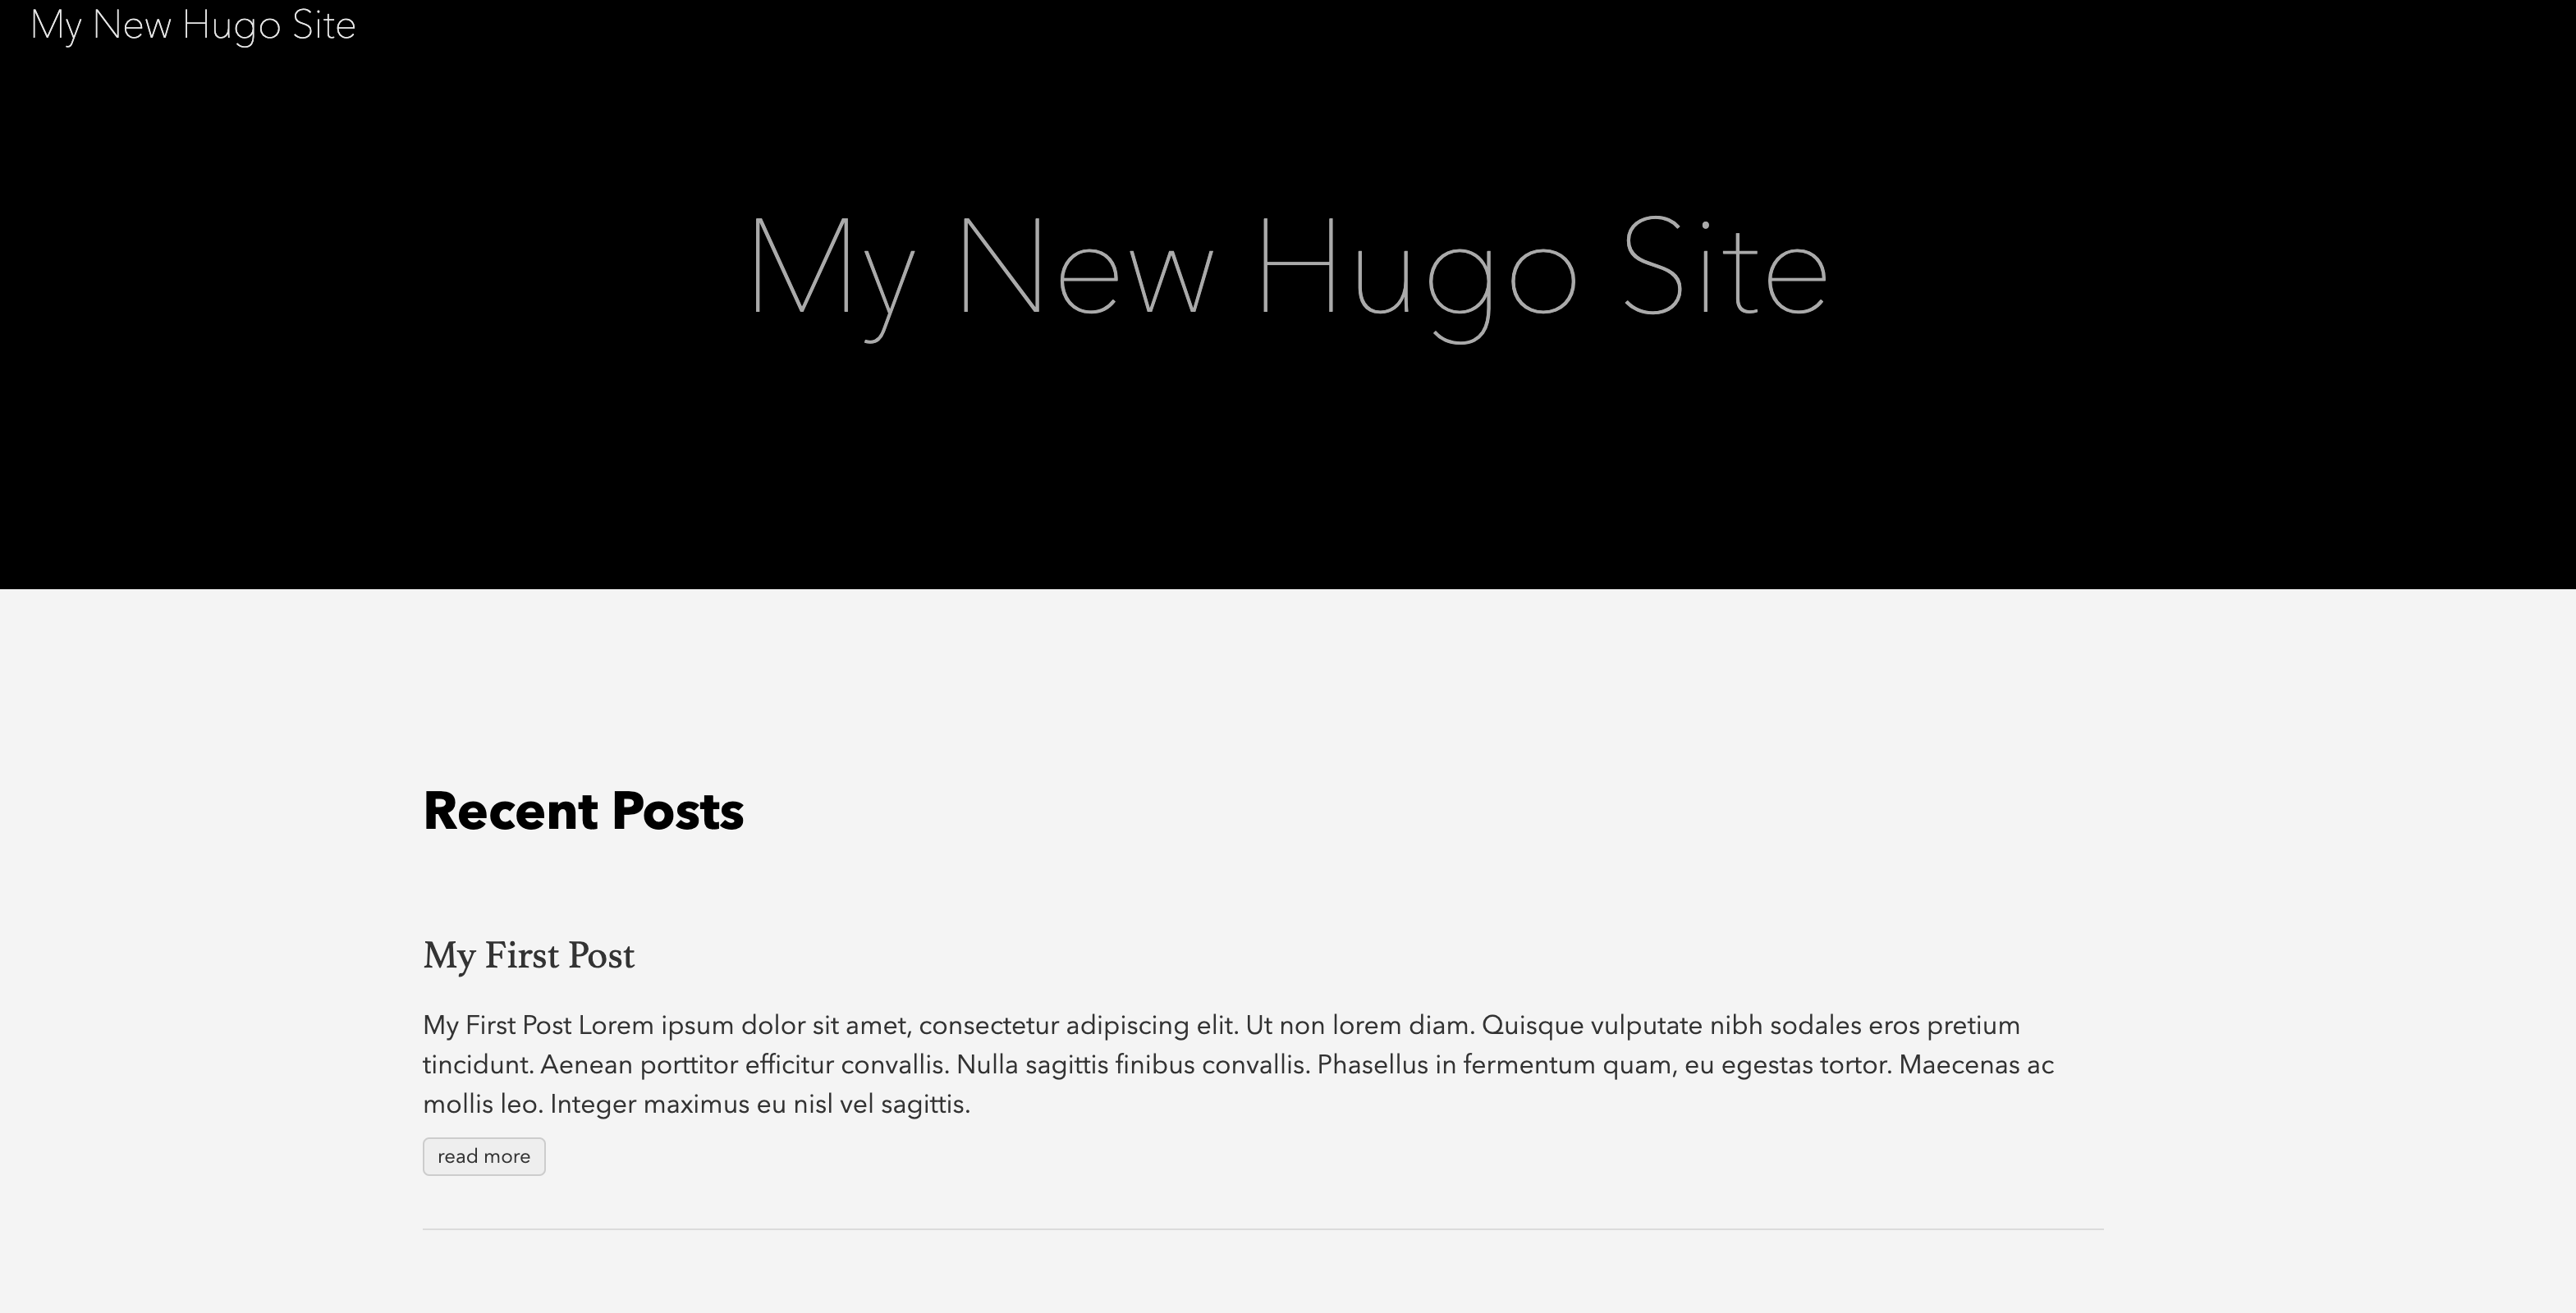 My New Hugo Site
My New Hugo Site
Recent Posts
My First Post
My First Post Lorem ipsum dolor sit amet, consectetur adipiscing elit. Ut non lorem diam. Quisque vulputate nibh sodales eros pretium
tincidunt. Aenean porttitor efficitur convallis. Nulla sagittis finibus convallis. Phasellus in fermentum quam, eu egestas tortor. Maecenas ac
mollis leo. Integer maximus eu nisl vel sagittis.
read more